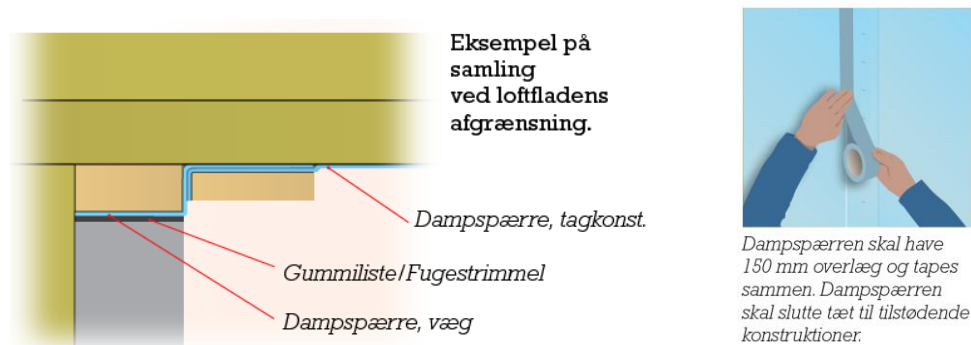 Eksempel på
samling
ved loftfladens
afgrænsning.
Dampspærre, tagkonst.
Gummiliste/Fugestrimmel
Dampspærre, væg
Dampspærren skal have
150 mm overlæg og tapes
sammen. Dampspærren
skal slutte tæt til tilstødende
konstruktioner.